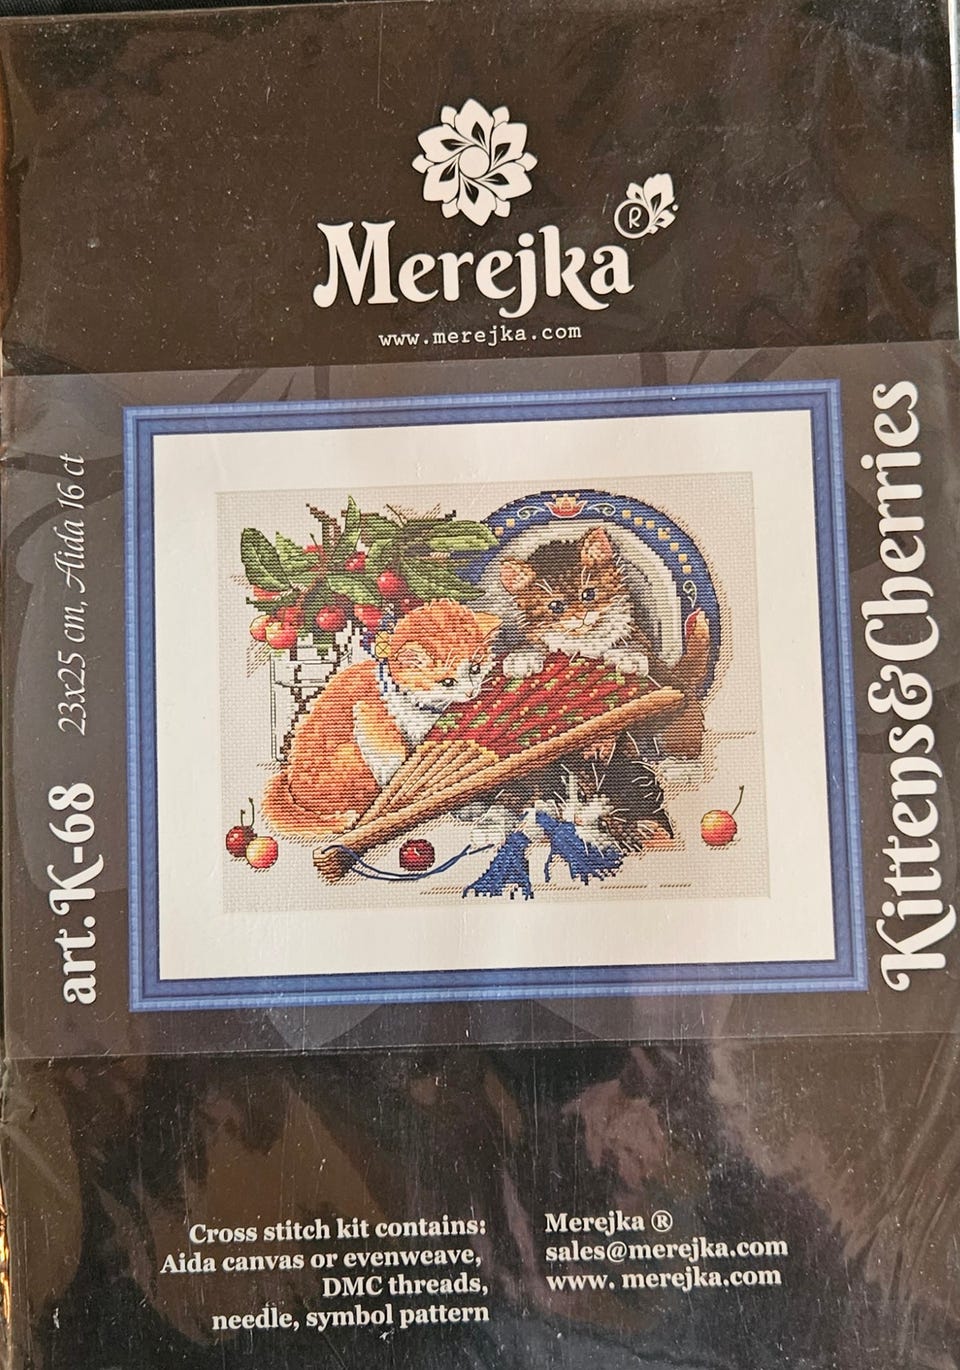 Merejka
R
www.merejka.com
art.K-68 23x25 cm, Aida 16 ct
Kittens&Cherries
Cross stitch kit contains:
Aida canvas or evenweave,
DMC threads,
needle, symbol pattern
Merejka ®
sales@merejka.com
www. merejka.com